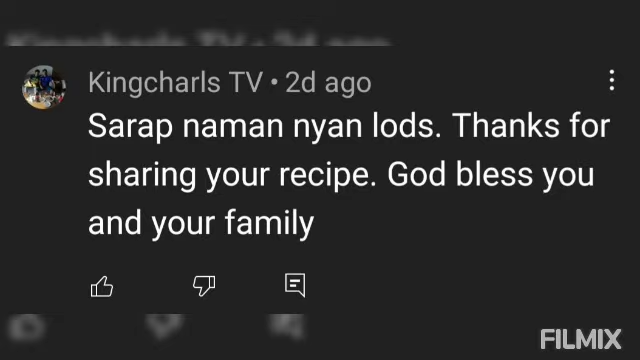 Kingcharls TV • 2d ago
Sarap naman nyan lods. Thanks for
sharing your recipe. God bless you
and your family
FILMIX